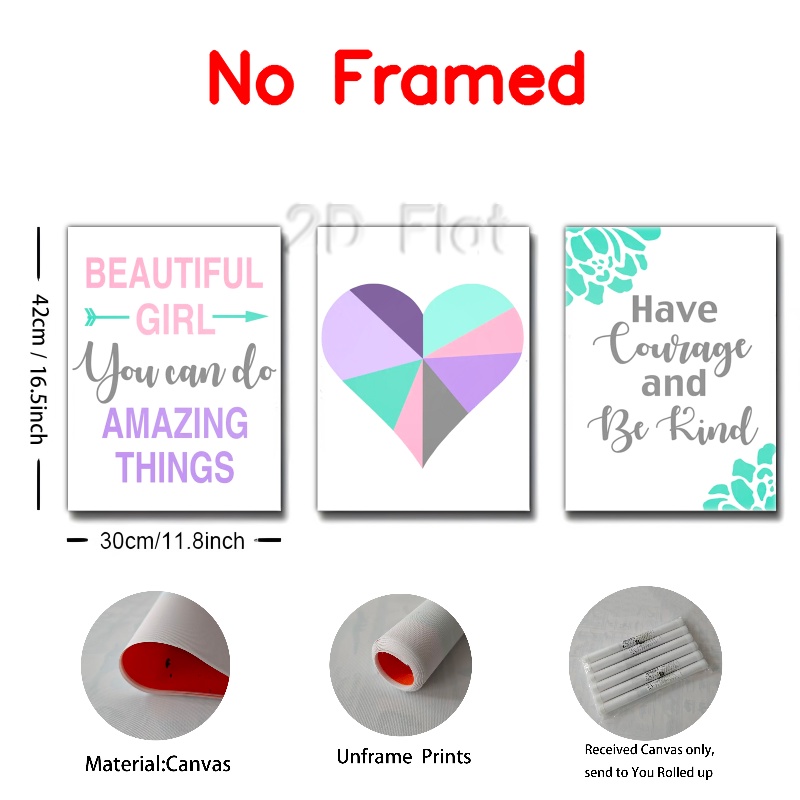 No Framed
2D Flat
BEAUTIFUL
GIRL
You can do
AMAZING
THINGS
Have
Courage
and
Be Kind
42cm / 16.5inch
30cm/11.8inch
Material:Canvas
Unframe Prints
Received Canvas only,
send to You Rolled up